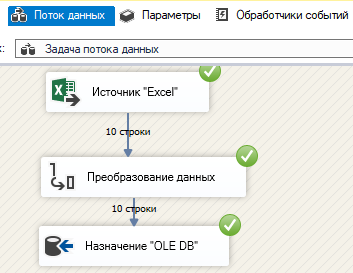 Поток данных Параметры Обработчики событий
к: Задача потока данных
Источник "Excel"
10 строки
Преобразование данных
10 строки
Назначение "OLE DB"